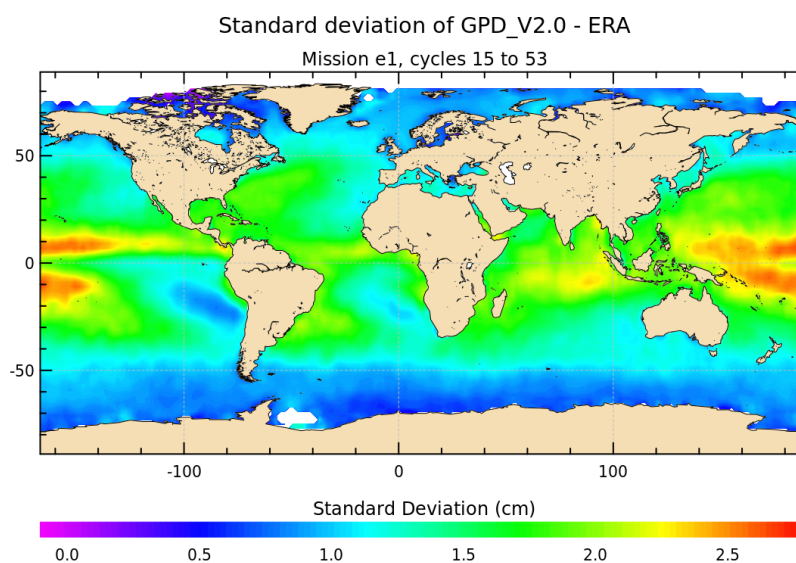 Standard deviation of GPD_V2.0 - ERA
Mission e1, cycles 15 to 53
50
0
-50
-100 0 100
Standard Deviation (cm)
0.0 0.5 1.0 1.5 2.0 2.5